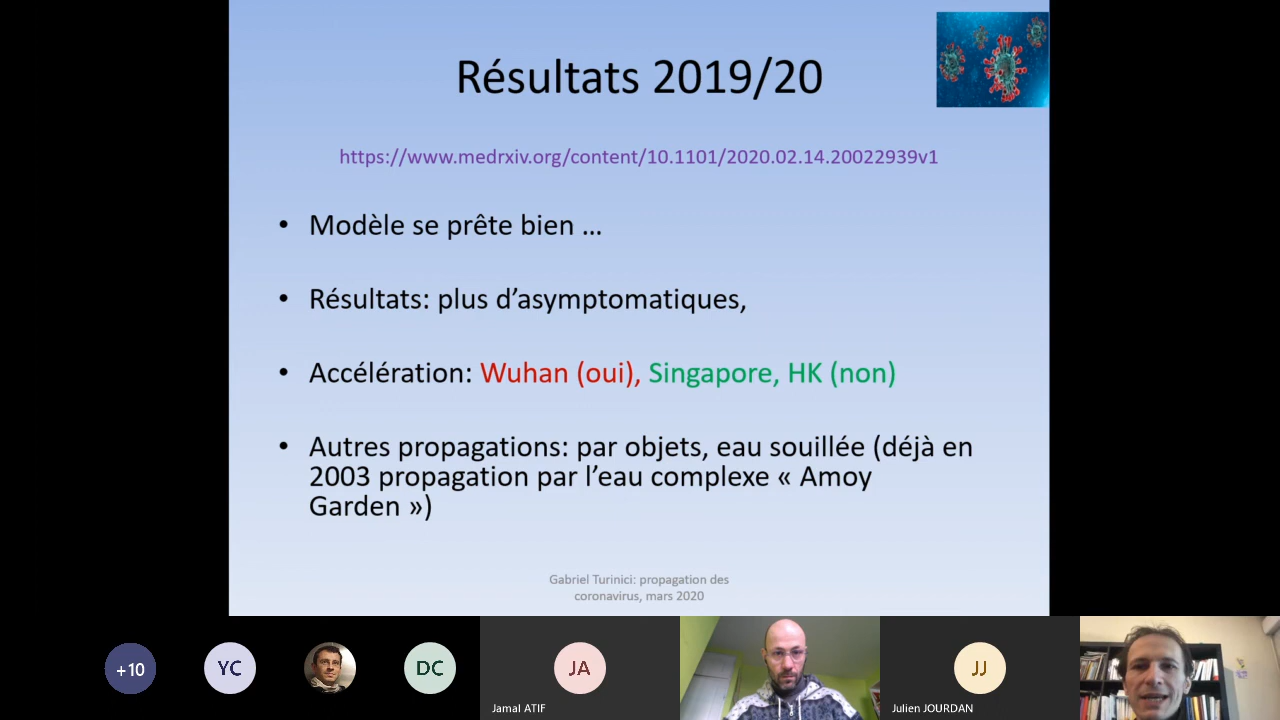 Résultats 2019/20
https://www.medrxiv.org/content/10.1101/2020.02.14.20022939v1
• Modèle se prête bien …
• Résultats: plus d’asymptomatiques,
• Accélération: Wuhan (oui), Singapore, HK (non)
• Autres propagations: par objets, eau souillée (déjà en
2003 propagation par l’eau complexe « Amoy
Garden »)
Gabriel Turinici: propagation des
coronavirus, mars 2020
+10
YC
DC
JA
JJ
Jamal ATIF
Julien JOURDAN